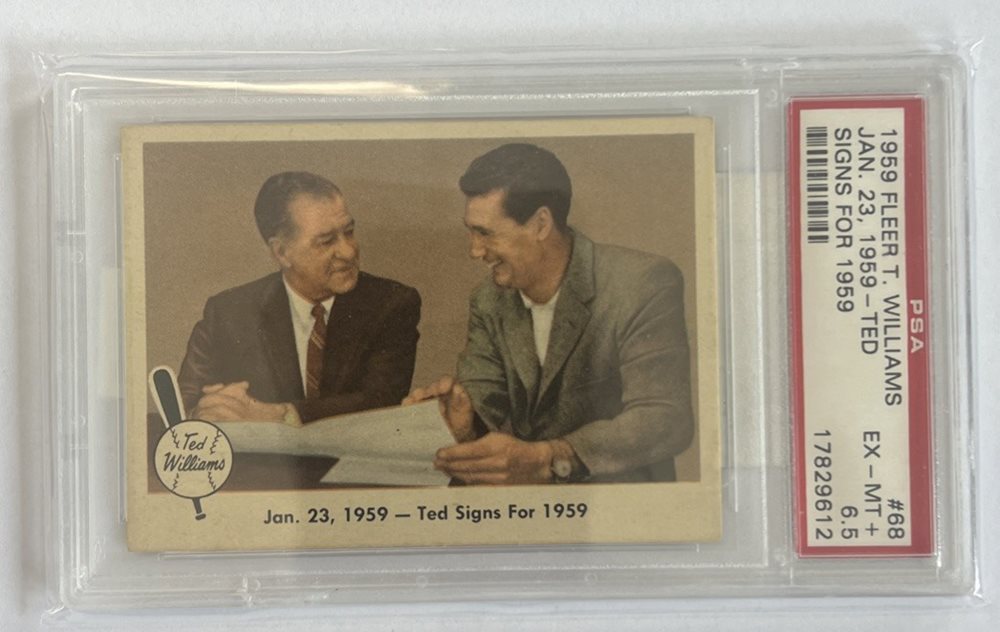 Ted
Williams
Jan. 23, 1959 — Ted Signs For 1959
PSA
1959 FLEER T. WILLIAMS #68
JAN. 23, 1959-TED EX - MT +
SIGNS FOR 1959 6.5
17829612